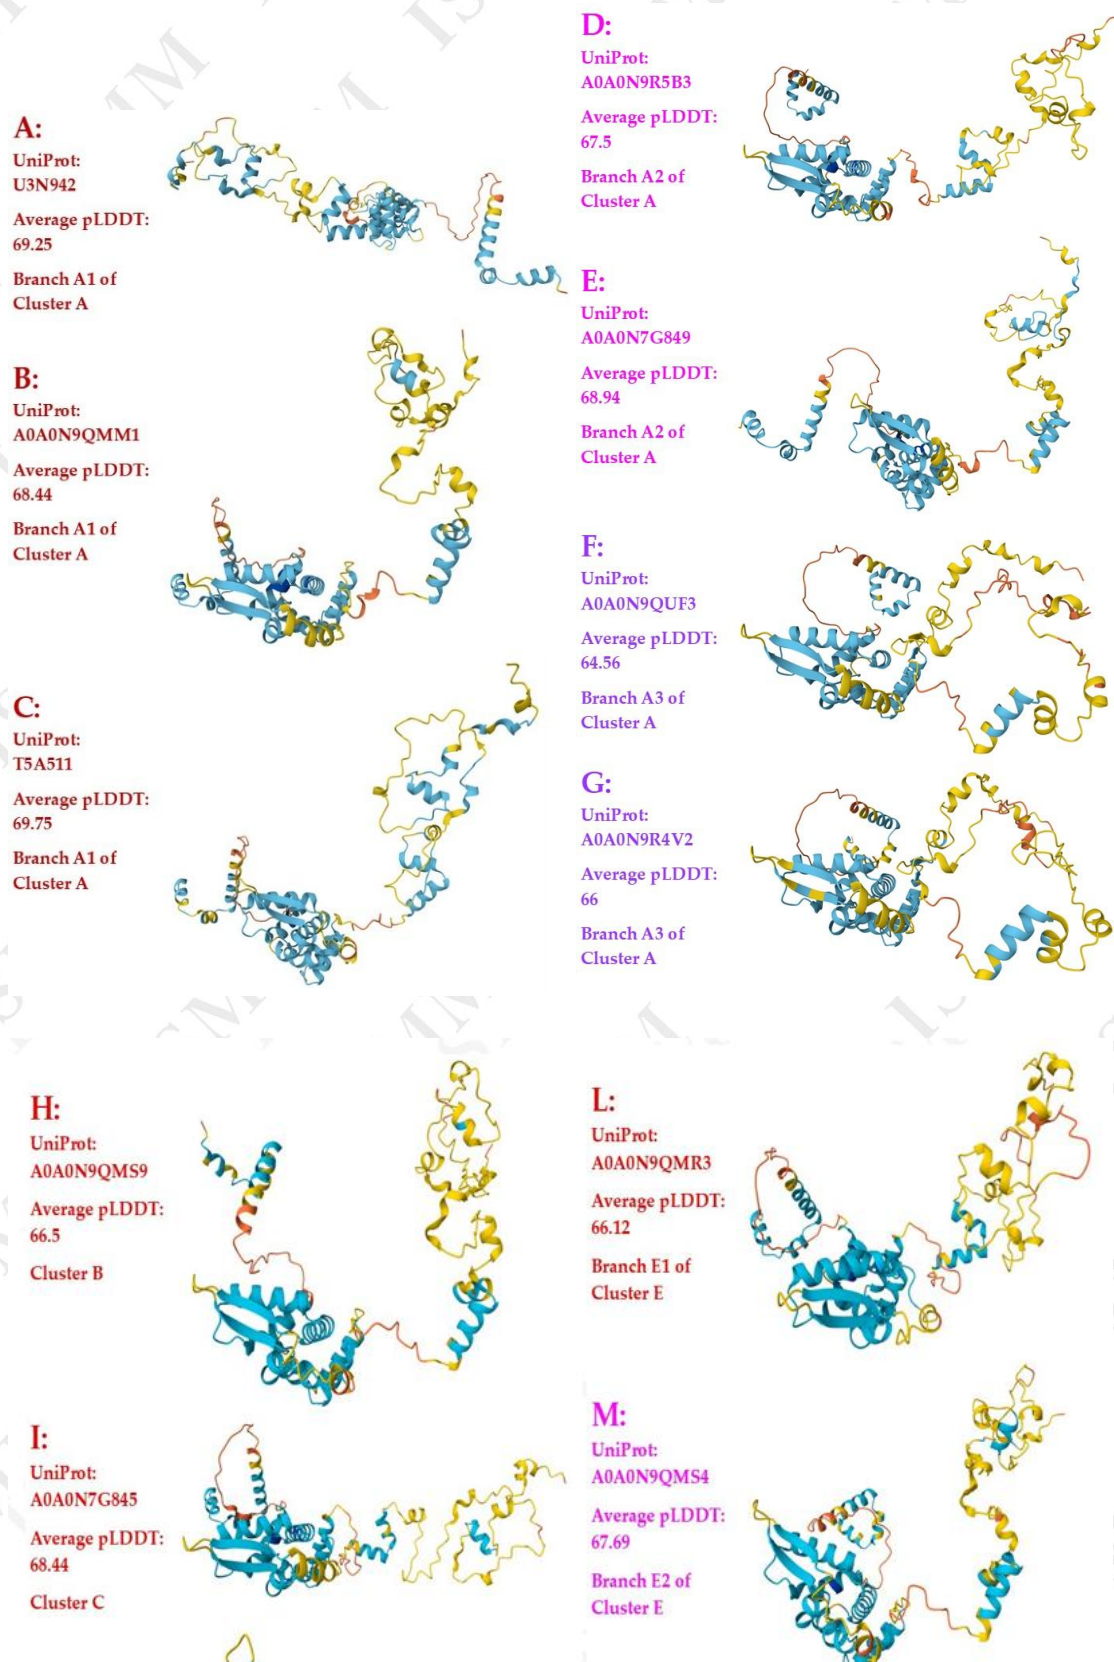 A:
UniProt:
U3N942
Average pLDDT:
69.25
Branch A1 of
Cluster A
B:
UniProt:
A0A0N9QMM1
Average pLDDT:
68.44
Branch A1 of
Cluster A
C:
UniProt:
T5A511
Average pLDDT:
69.75
Branch A1 of
Cluster A
D:
UniProt:
A0A0N9R5B3
Average pLDDT:
67.5
Branch A2 of
Cluster A
E:
UniProt:
A0A0N7G849
Average pLDDT:
68.94
Branch A2 of
Cluster A
F:
UniProt:
A0A0N9QUF3
Average pLDDT:
64.56
Branch A3 of
Cluster A
G:
UniProt:
A0A0N9R4V2
Average pLDDT:
66
Branch A3 of
Cluster A
H:
UniProt:
A0A0N9QMS9
Average pLDDT:
66.5
Cluster B
I:
UniProt:
A0A0N7G845
Average pLDDT:
68.44
Cluster C
L:
UniProt:
A0A0N9QMR3
Average pLDDT:
66.12
Branch E1 of
Cluster E
M:
UniProt:
A0A0N9QMS4
Average pLDDT:
67.69
Branch E2 of
Cluster E